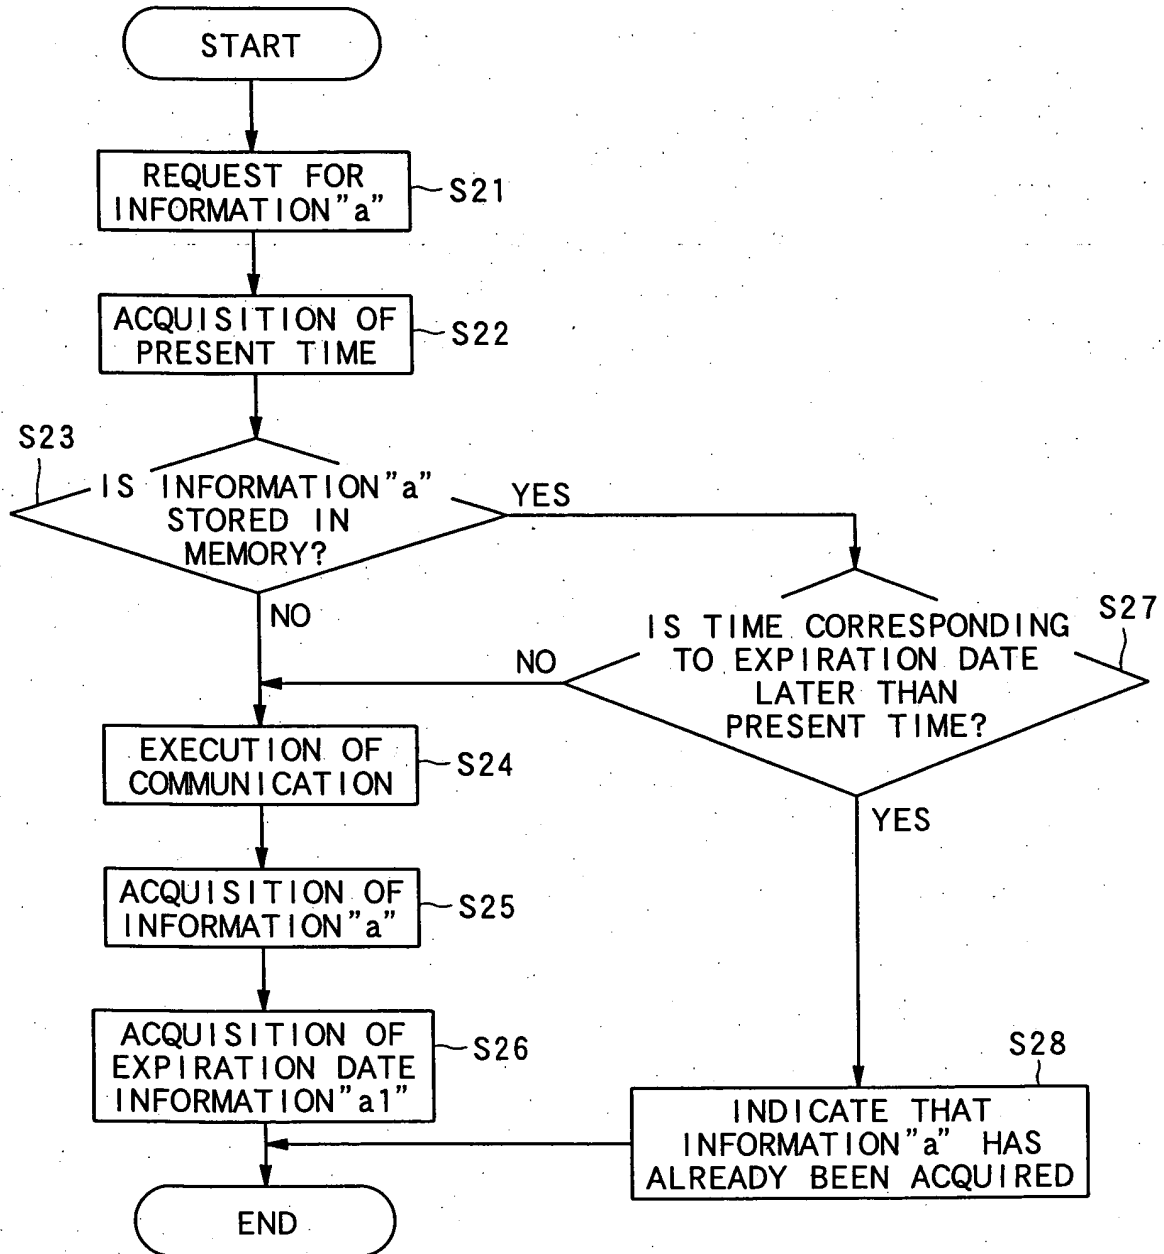 START
REQUEST FOR
INFORMATION"a"
S21
ACQUISITION OF
PRESENT TIME
S22
S23
IS INFORMATION"a"
STORED IN
MEMORY?
YES
NO
IS TIME CORRESPONDING
TO EXPIRATION DATE
LATER THAN
PRESENT TIME?
S27
NO
YES
EXECUTION OF
COMMUNICATION
S24
ACQUISITION OF
INFORMATION"a"
S25
ACQUISITION OF
EXPIRATION DATE
INFORMATION"a1"
S26
S28
INDICATE THAT
INFORMATION"a" HAS
ALREADY BEEN ACQUIRED
END